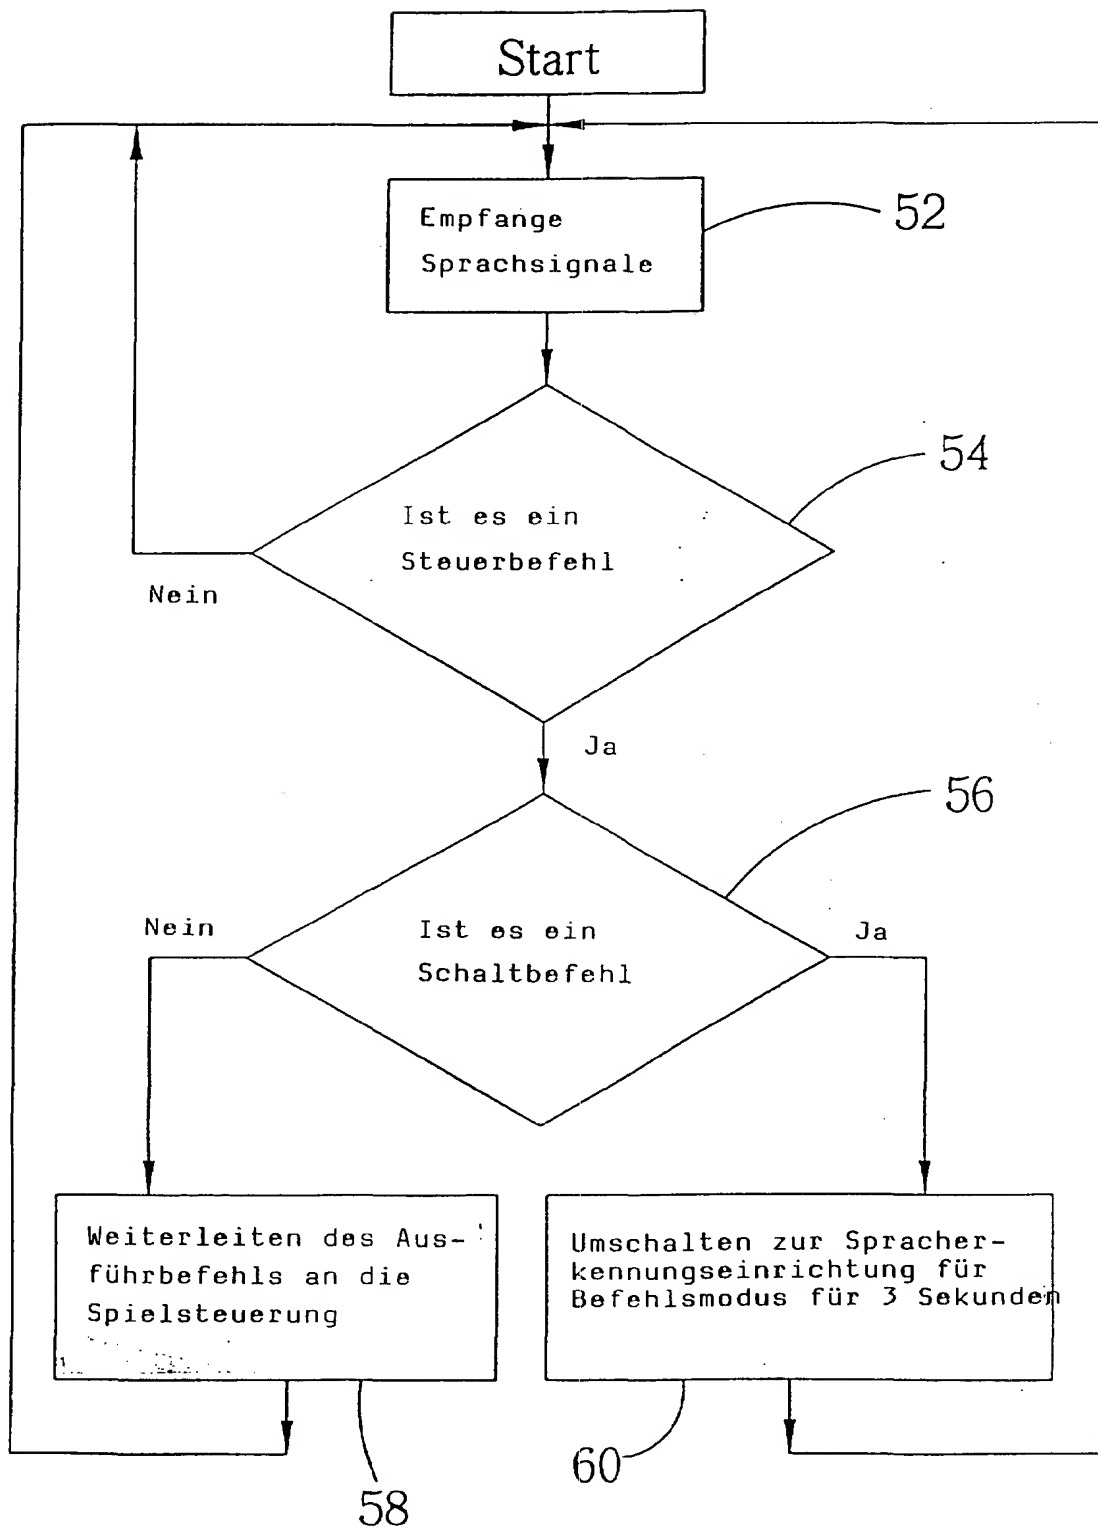 Start
Empfange
Sprachsignale
52
Ist es ein
Steuerbefehl
54
Nein
Ja
56
Nein
Ist es ein
Schaltbefehl
Ja
Weiterleiten des Aus-
führbefehls an die
Spielsteuerung
Umschalten zur Spracher-
kennungseinrichtung für
Befehlsmodus für 3 Sekunden
60
58